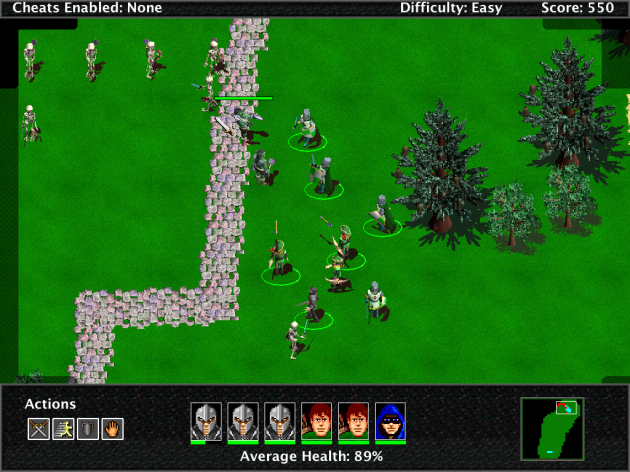 Cheats Enabled: None Difficulty: Easy Score: 550
Actions
Average Health: 89%